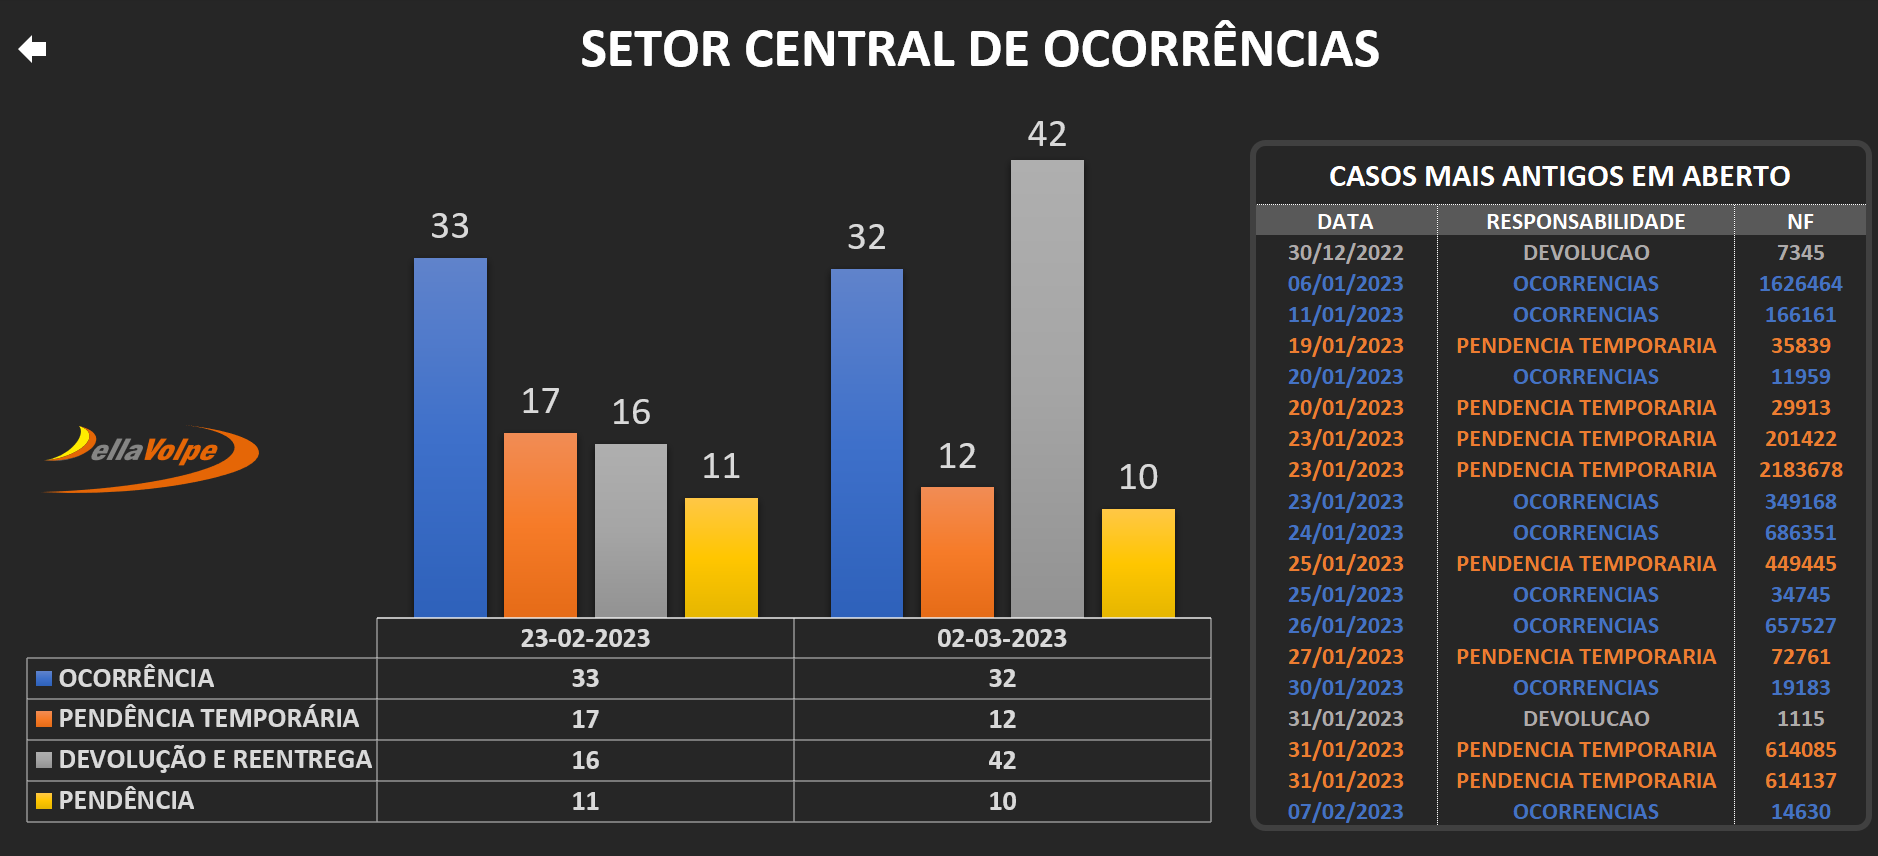 SETOR CENTRAL DE OCORRÊNCIAS
33
17
16
11
32
12
42
10
ellaVolpe
23-02-2023 02-03-2023
OCORRÊNCIA 33 32
PENDÊNCIA TEMPORÁRIA 17 12
DEVOLUÇÃO E REENTREGA 16 42
PENDÊNCIA 11 10
CASOS MAIS ANTIGOS EM ABERTO
DATA RESPONSABILIDADE NF
30/12/2022 DEVOLUCAO 7345
06/01/2023 OCORRENCIAS 1626464
11/01/2023 OCORRENCIAS 166161
19/01/2023 PENDENCIA TEMPORARIA 35839
20/01/2023 OCORRENCIAS 11959
20/01/2023 PENDENCIA TEMPORARIA 29913
23/01/2023 PENDENCIA TEMPORARIA 201422
23/01/2023 PENDENCIA TEMPORARIA 2183678
23/01/2023 OCORRENCIAS 349168
24/01/2023 OCORRENCIAS 686351
25/01/2023 PENDENCIA TEMPORARIA 449445
25/01/2023 OCORRENCIAS 34745
26/01/2023 OCORRENCIAS 657527
27/01/2023 PENDENCIA TEMPORARIA 72761
30/01/2023 OCORRENCIAS 19183
31/01/2023 DEVOLUCAO 1115
31/01/2023 PENDENCIA TEMPORARIA 614085
31/01/2023 PENDENCIA TEMPORARIA 614137
07/02/2023 OCORRENCIAS 14630